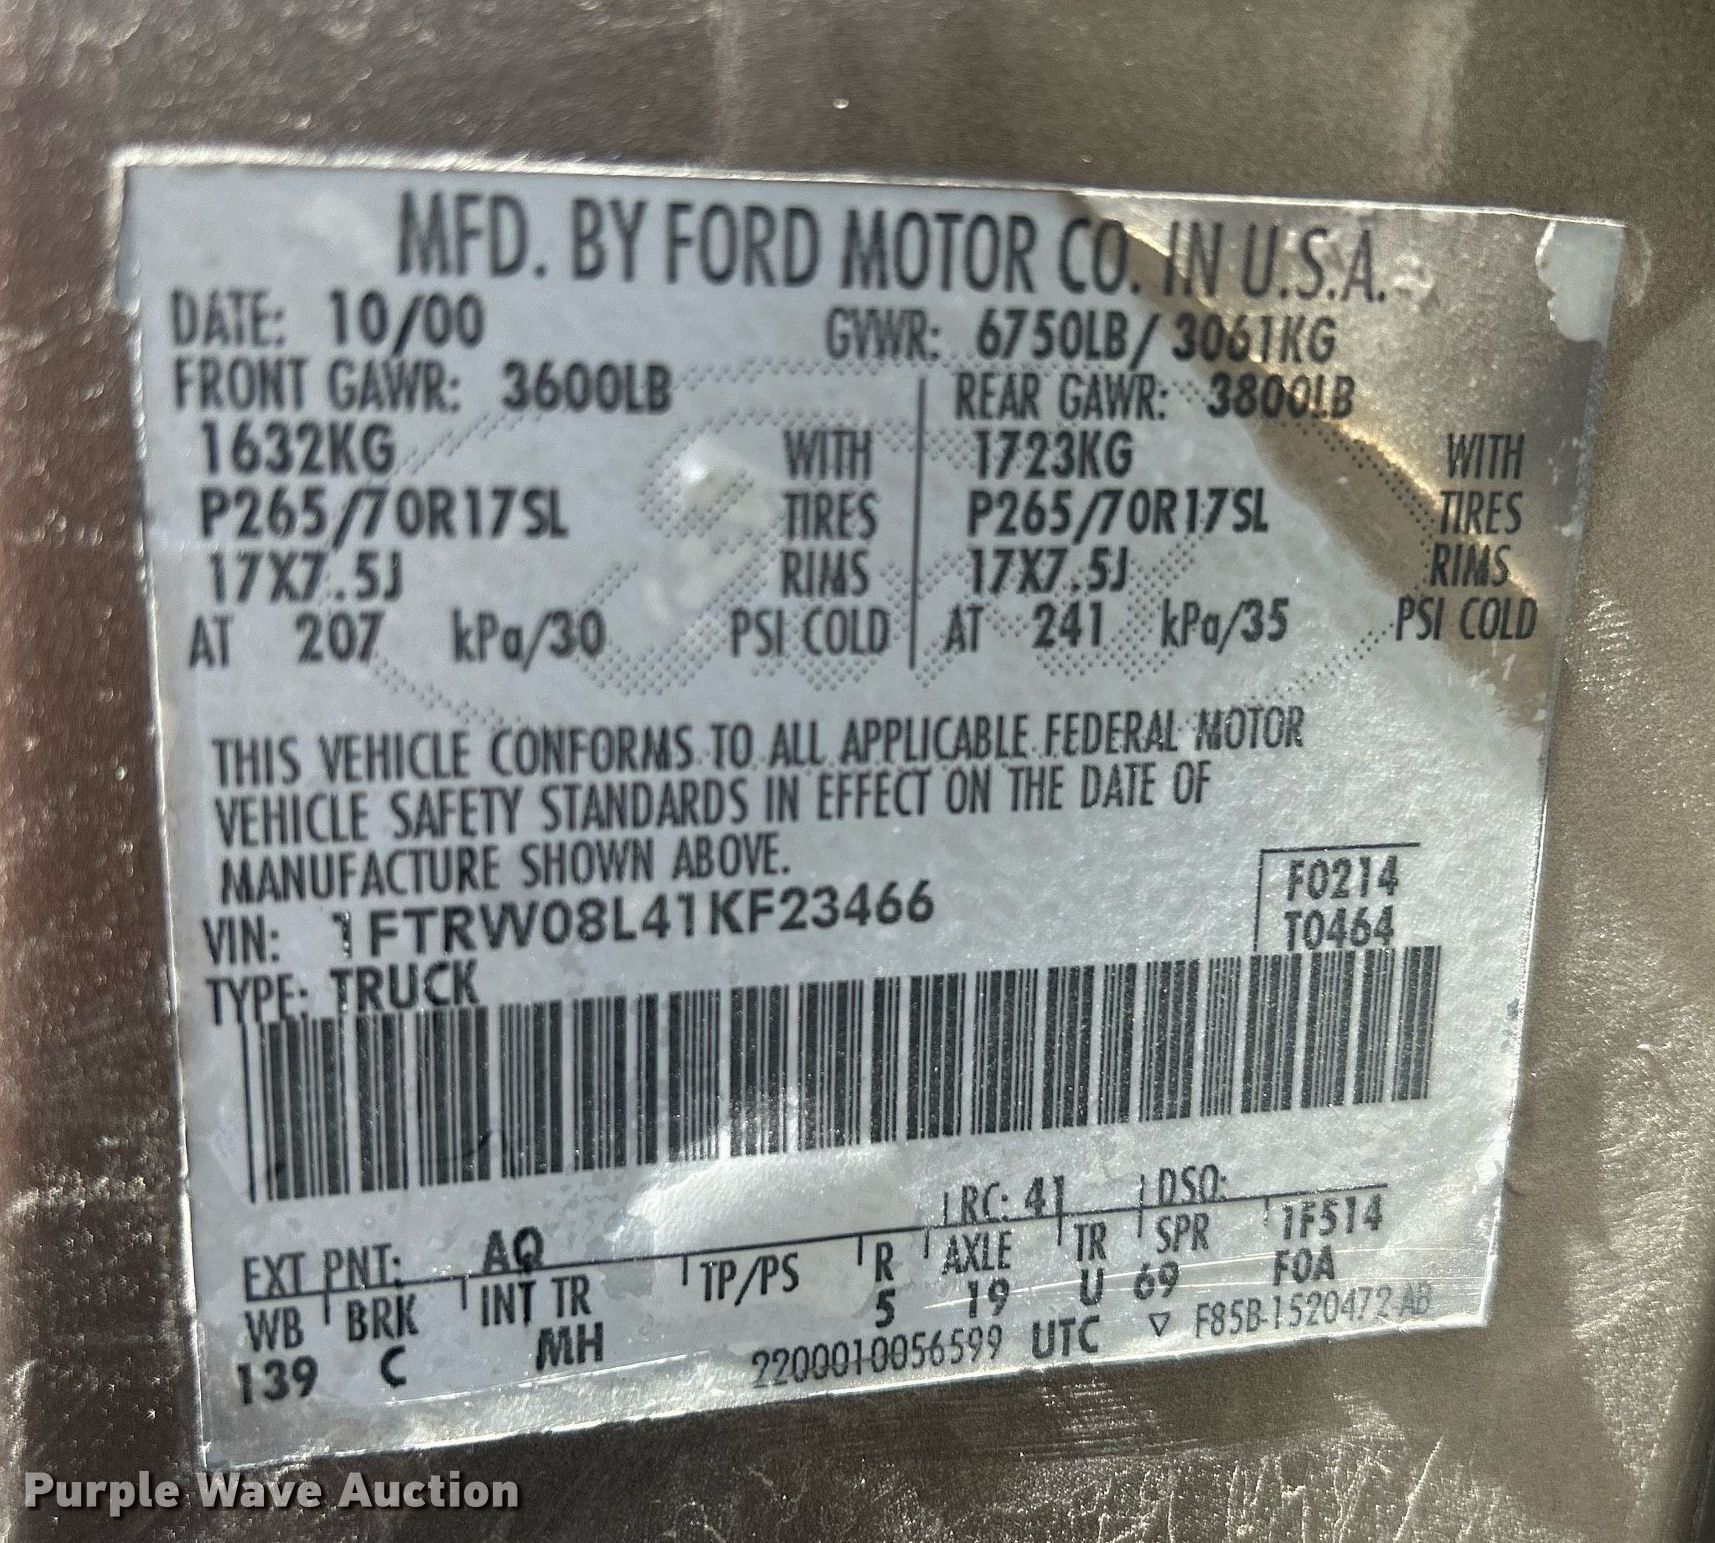 MFD. BY FORD MOTOR CO. IN U.S.A.
DATE: 10/00 GVWR: 6750LB/ 3061KG
FRONT GAWR: 3600LB REAR GAWR: 3800LB
1632KG WITH 1723KG WITH
P265/70R17SL TIRES P265/70R17SL TIRES
17X7.5J RIMS 17X7.5J RIMS
AT 207 kPa/30 PSI COLD AT 241 kPa/35 PSI COLD
THIS VEHICLE CONFORMS TO ALL APPLICABLE FEDERAL MOTOR
VEHICLE SAFETY STANDARDS IN EFFECT ON THE DATE OF
MANUFACTURE SHOWN ABOVE.
VIN: 1FTRW08L41KF23466 F0214
TYPE: TRUCK T0464
EXT PNT: AQ RC: 41 DSO:
WB BRK INT TR TP/PS R AXLE TR SPR 1F514
139 C MH 5 19 U 69 F0A
2200010056599 UTC ▽ F85B-1520472-AB
Purple Wave Auction